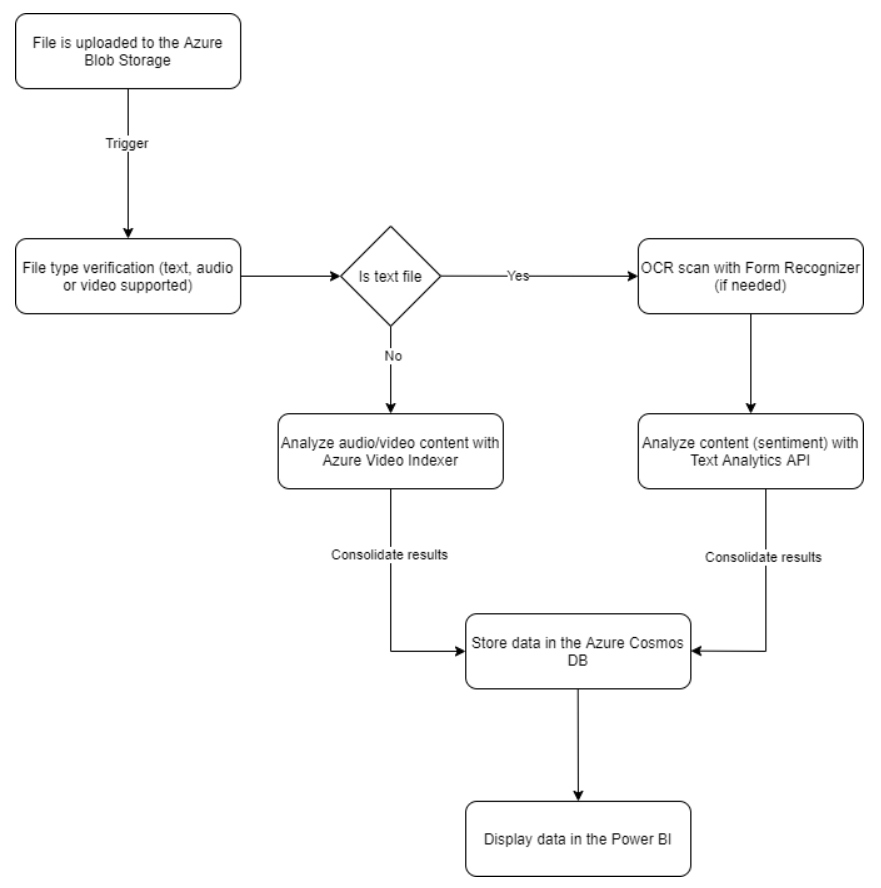 File is uploaded to the Azure
Blob Storage
Trigger
File type verification (text, audio
or video supported)
Is text file
Yes
OCR scan with Form Recognizer
(if needed)
No
Analyze audio/video content with
Azure Video Indexer
Analyze content (sentiment) with
Text Analytics API
Consolidate results
Consolidate results
Store data in the Azure Cosmos
DB
Display data in the Power BI